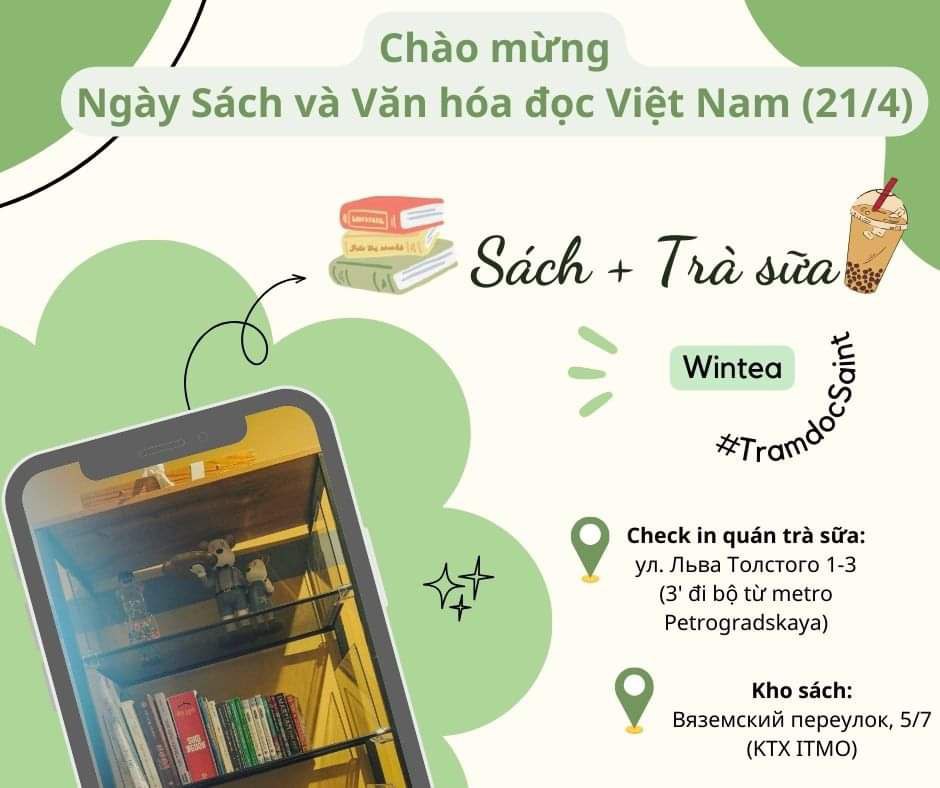 Chào mừng
Ngày Sách và Văn hóa đọc Việt Nam (21/4)
Sách + Trà sữa
Wintea
#TramdocSaint
Check in quán trà sữa:
ул. Льва Толстого 1-3
(3' đi bộ từ metro
Petrogradskaya)
Kho sách:
Вяземский переулок, 5/7
(KTX ITMO)